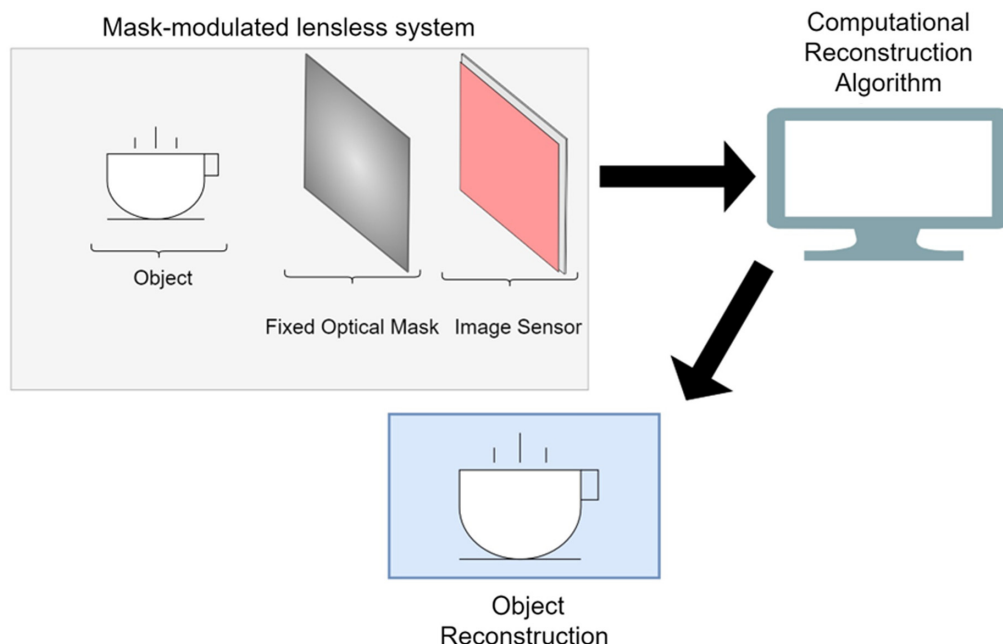 Mask-modulated lensless system
Computational
Reconstruction
Algorithm
Object
Fixed Optical Mask
Image Sensor
Object
Reconstruction